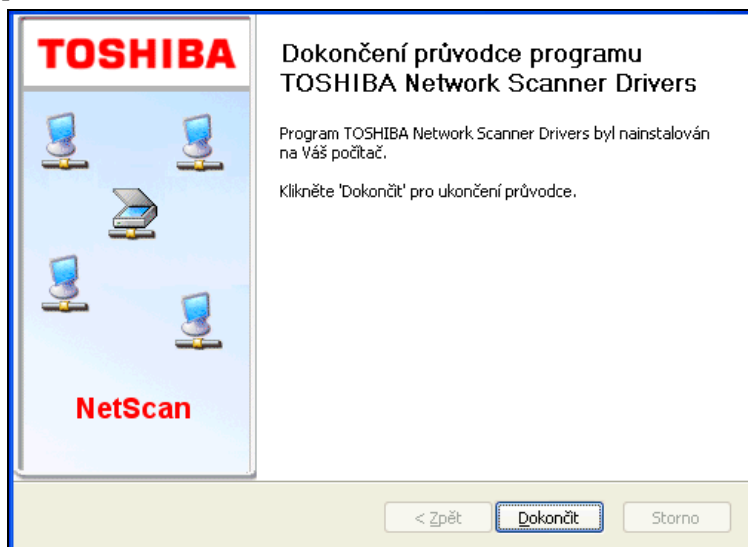 TOSHIBA
NetScan
Dokončení průvodce programu
TOSHIBA Network Scanner Drivers
Program TOSHIBA Network Scanner Drivers byl nainstalován
na Váš počítač.
Klikněte 'Dokončit' pro ukončení průvodce.
< Zpět
Dokončit
Storno